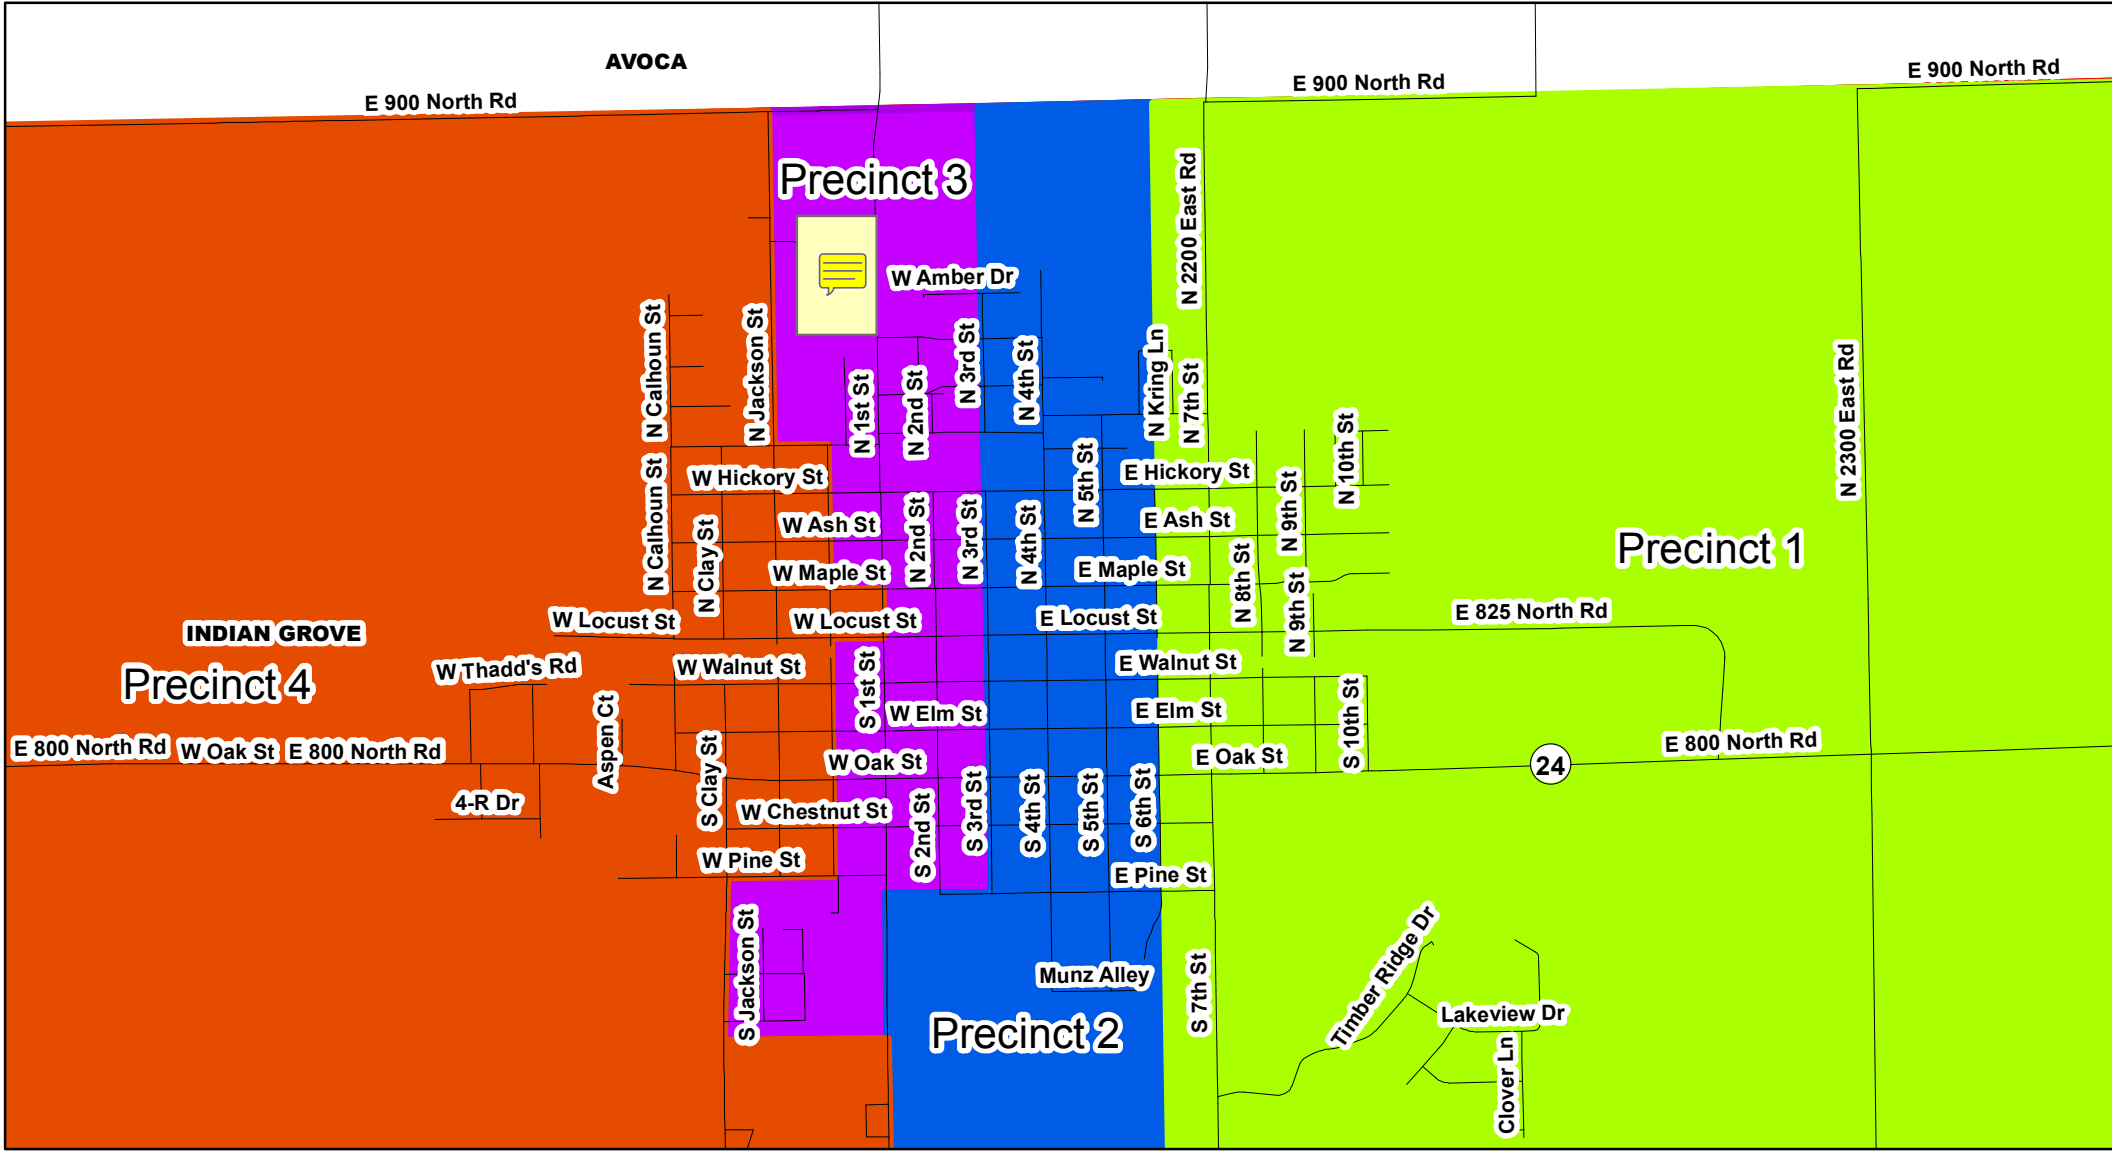 AVOCA
E 900 North Rd
E 900 North Rd
E 900 North Rd
Precinct 3
N 2200 East Rd
W Amber Dr
N Calhoun St
N Jackson St
N 1st St
N 2nd St
N 3rd St
N 4th St
N Kring Ln
N 7th St
N 10th St
N 2300 East Rd
W Hickory St
E Hickory St
N Calhoun St
N Clay St
W Ash St
N 2nd St
N 3rd St
N 4th St
N 5th St
E Ash St
N 9th St
Precinct 1
W Maple St
E Maple St
N 8th St
N 9th St
W Locust St
W Locust St
E Locust St
E 825 North Rd
INDIAN GROVE
Precinct 4
W Thadd's Rd
W Walnut St
E Walnut St
S 1st St
W Elm St
E Elm St
S 10th St
Aspen Ct
E 800 North Rd
W Oak St
E 800 North Rd
W Oak St
E Oak St
24
E 800 North Rd
4-R Dr
S Clay St
W Chestnut St
S 2nd St
S 3rd St
S 4th St
S 5th St
S 6th St
W Pine St
E Pine St
S Jackson St
Munz Alley
S 7th St
Timber Ridge Dr
Lakeview Dr
Precinct 2
Clover Ln